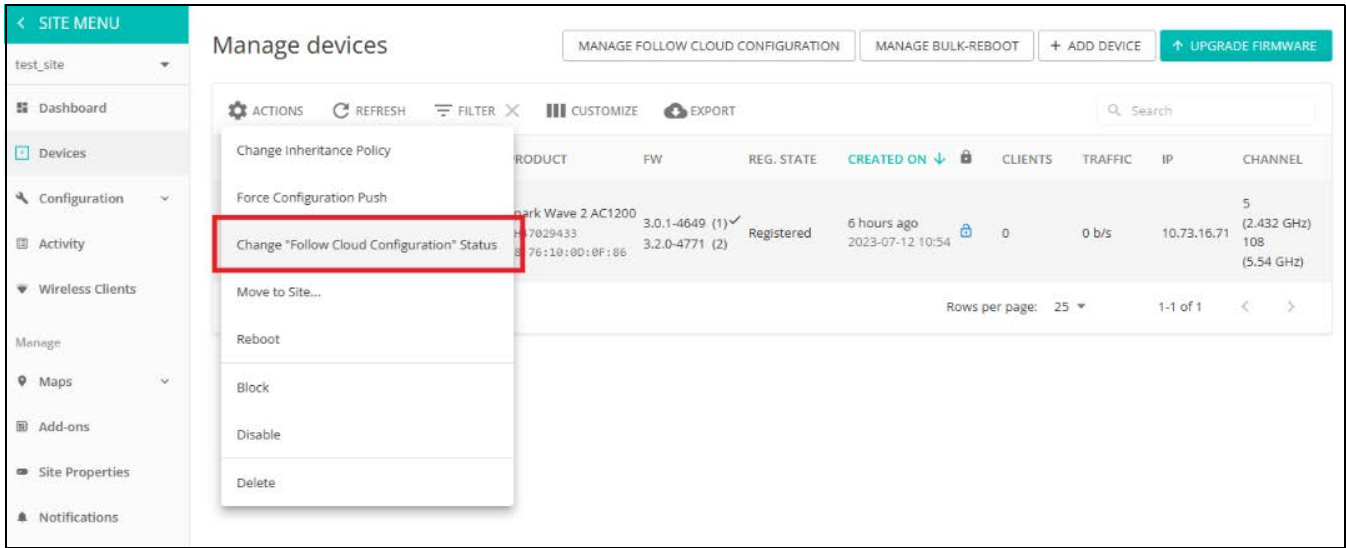 < SITE MENU
test_site
Dashboard
Devices
Configuration
Activity
Wireless Clients
Manage
Maps
Add-ons
Site Properties
Notifications
Manage devices
MANAGE FOLLOW CLOUD CONFIGURATION
MANAGE BULK-REBOOT
+ ADD DEVICE
UPGRADE FIRMWARE
ACTIONS
REFRESH
FILTER
CUSTOMIZE
EXPORT
Search
Change Inheritance Policy
Force Configuration Push
Change "Follow Cloud Configuration" Status
Move to Site...
Reboot
Block
Disable
Delete
PRODUCT FW REG. STATE CREATED ON CLIENTS TRAFFIC IP CHANNEL
Wave 2 AC1200
3.0.1-4649 (1)
3.2.0-4771 (2)
Registered
6 hours ago
2023-07-12 10:54
0
0 b/s
10.73.16.71
5
(2.432 GHz)
108
(5.54 GHz)
Rows per page: 25
1-1 of 1